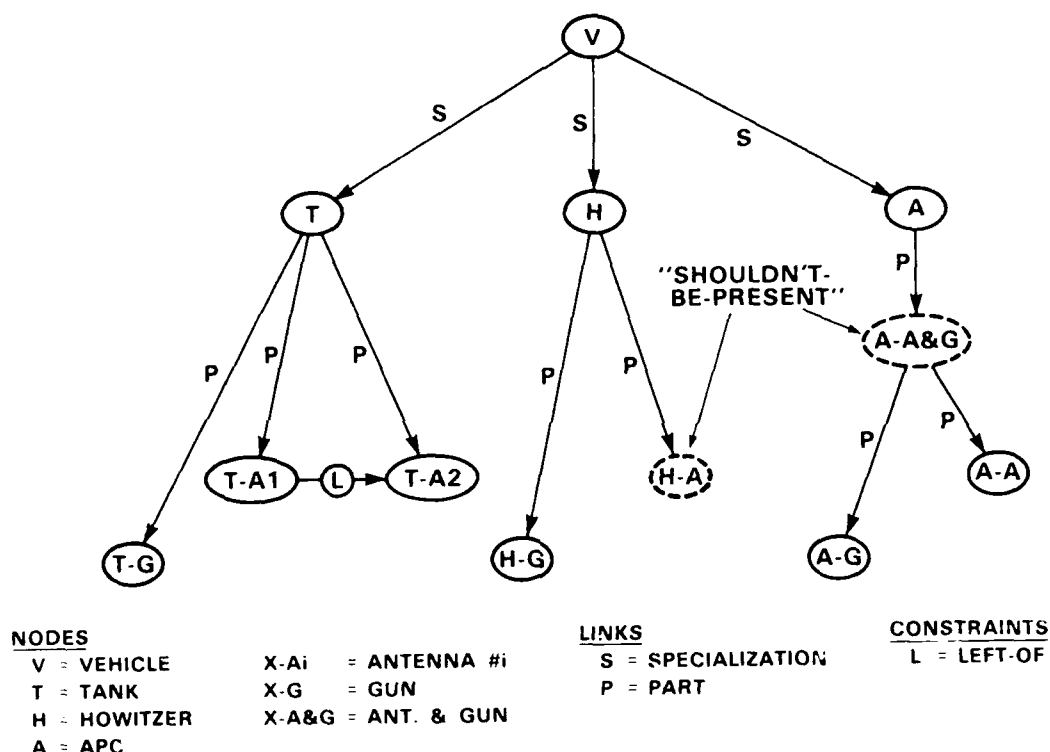 V
S
S
S
T
H
A
"SHOULDN'T-
BE-PRESENT"
P
A-A&G
P
P
P
P
P
P
P
T-A1
L
T-A2
H-A
A-A
T-G
H-G
A-G
NODES
V = VEHICLE
T = TANK
H = HOWITZER
A = APC
X-Ai = ANTENNA #i
X-G = GUN
X-A&G = ANT. & GUN
LINKS
S = SPECIALIZATION
P = PART
CONSTRAINTS
L = LEFT-OF